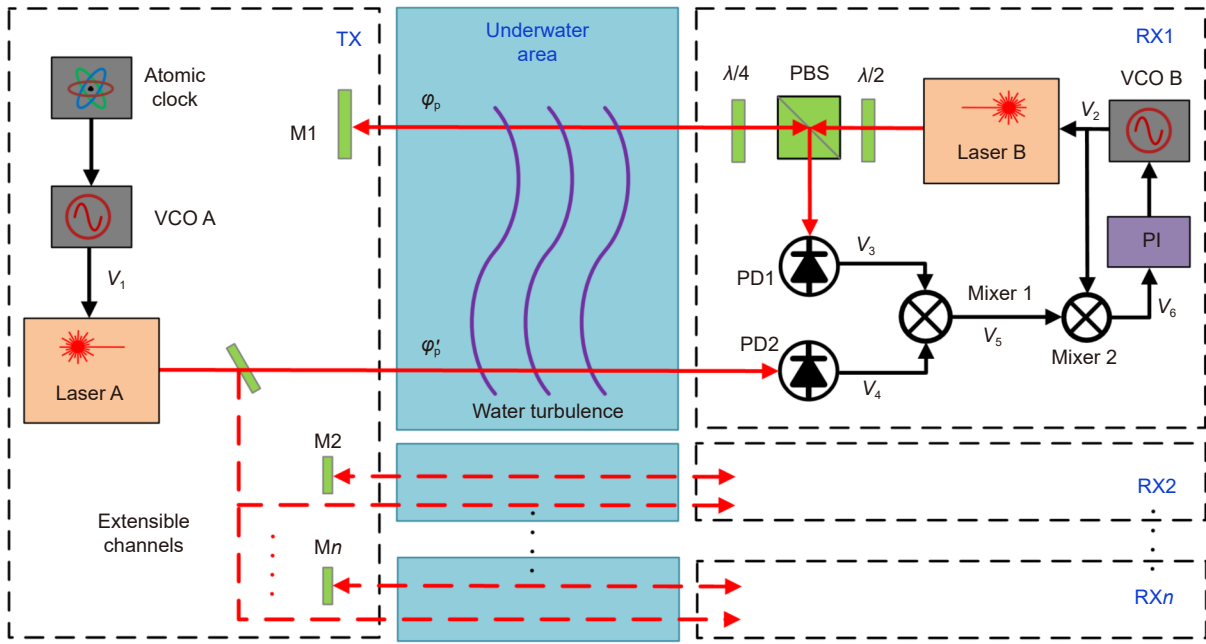 TX
Underwater
area
RX1
Atomic
clock
M1
φp
λ/4
PBS
λ/2
VCO B
V2
Laser B
VCO A
V1
PI
PD1
V3
Mixer 1
V5
V6
Mixer 2
PD2
V4
Laser A
φ′p
Water turbulence
M2
RX2
Extensible
channels
Mn
RXn